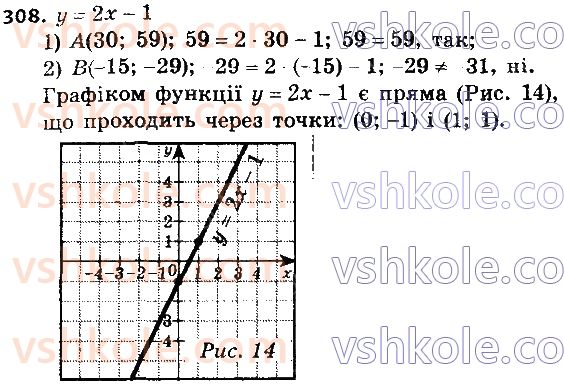 308. y = 2x − 1
1) A(30; 59); 59 = 2 · 30 − 1; 59 = 59, так;
2) B(−15; −29); 29 = 2 · (−15) − 1; −29 ≠ 31, ні.
Графіком функції y = 2x − 1 є пряма (Рис. 14),
що проходить через точки: (0; −1) і (1; 1).
y
4
3
2
1
y = 2x − 1
-4 -3 -2 -1 0 1 2 3 4 x
3
4
Рис. 14
vshkole.com